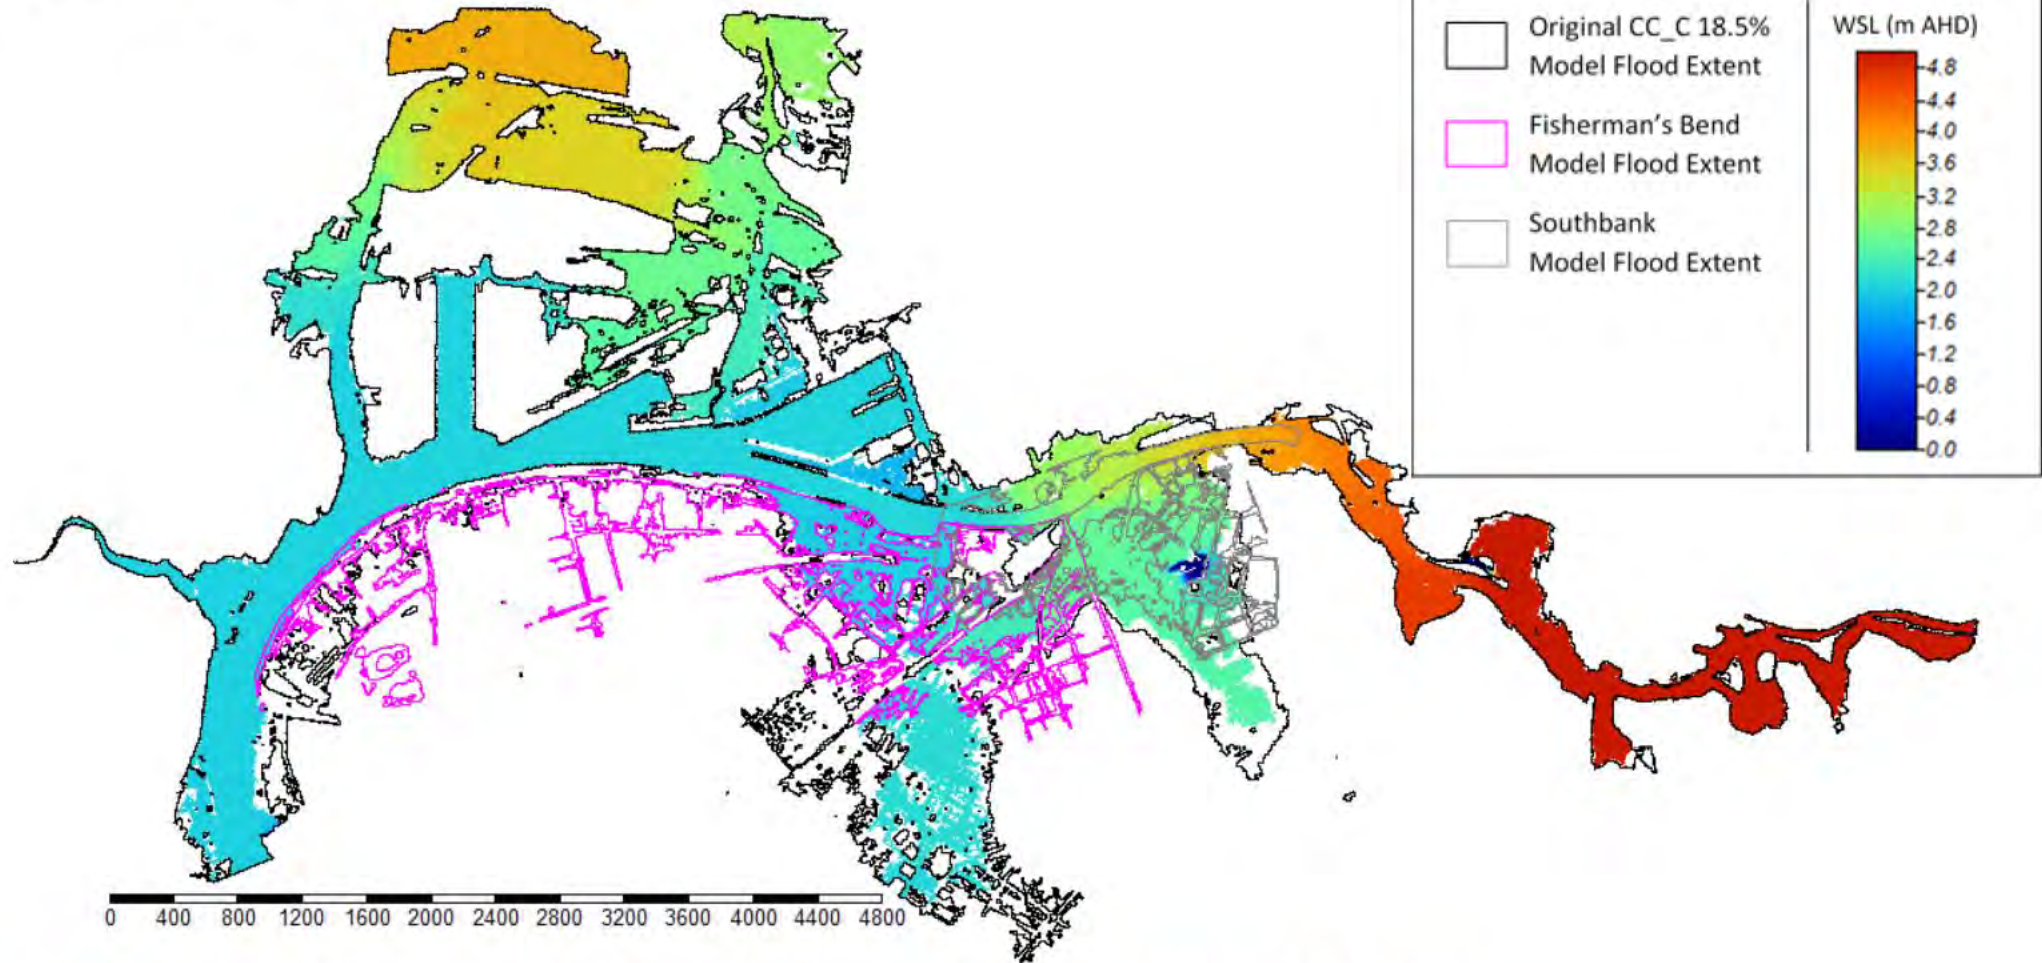 Original CC_C 18.5%
Model Flood Extent
Fisherman's Bend
Model Flood Extent
Southbank
Model Flood Extent
WSL (m AHD)
4.8
4.4
4.0
3.6
3.2
2.8
2.4
2.0
1.6
1.2
0.8
0.4
0.0
0 400 800 1200 1600 2000 2400 2800 3200 3600 4000 4400 4800